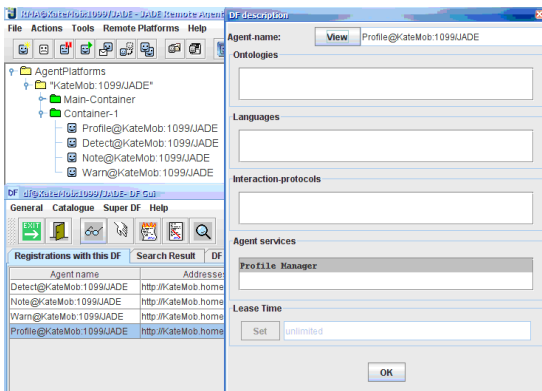 RMA@KateMob:1099/JADE - JADE Remote Agent
File Actions Tools Remote Platforms Help
AgentPlatforms
"KateMob:1099/JADE"
Main-Container
Container-1
Profile@KateMob:1099/JADE
Detect@KateMob:1099/JADE
Note@KateMob:1099/JADE
Warn@KateMob:1099/JADE
DF df@KateMob:1099/JADE- DF Gui
General Catalogue Super DF Help
EXIT
Registrations with this DF Search Result DF
Agent name Addresse
Detect@KateMob:1099/JADE http://KateMob.home
Note@KateMob:1099/JADE http://KateMob.home
Warn@KateMob:1099/JADE http://KateMob.home
Profile@KateMob:1099/JADE http://KateMob.home
DF description
Agent-name: View Profile@KateMob:1099/JADE
Ontologies
Languages
Interaction-protocols
Agent services
Profile Manager
Lease Time
Set unlimited
OK